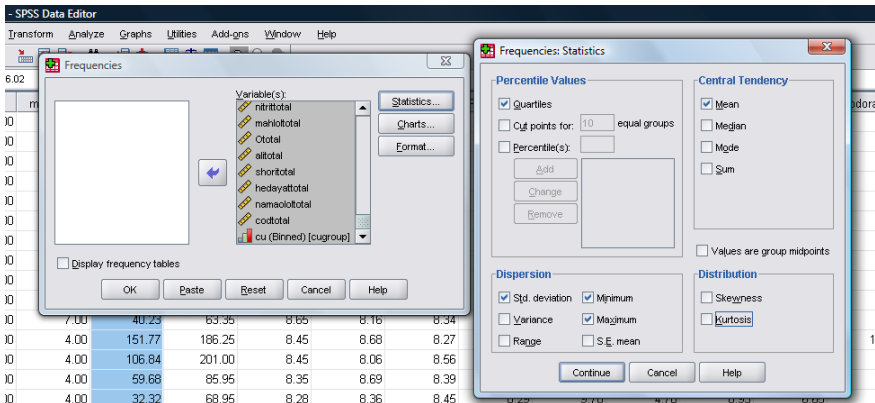 - SPSS Data Editor
Transform Analyze Graphs Utilities Add-ons Window Help
6.02
Frequencies
Variable(s):
nitrittotal
mahloltotal
Ototal
alitotal
shoritotal
hedayattotal
namaololtotal
codtotal
cu (Binned) [cugroup]
Statistics...
Charts...
Format...
Display frequency tables
OK Paste Reset Cancel Help
Frequencies: Statistics
Percentile Values
Quartiles
Cut points for: 10 equal groups
Percentile(s):
Add
Change
Remove
Central Tendency
Mean
Median
Mode
Sum
Values are group midpoints
Dispersion
Std. deviation Minimum
Variance Maximum
Range S.E. mean
Distribution
Skewness
Kurtosis
Continue Cancel Help
7.00 40.23 63.35 8.65 8.16 8.34
4.00 151.77 186.25 8.45 8.68 8.27
4.00 106.84 201.00 8.45 8.06 8.56
4.00 59.68 85.95 8.35 8.69 8.39
4.00 32.32 68.95 8.28 8.36 8.45